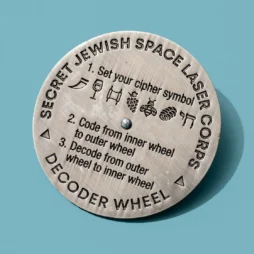 SECRET JEWISH SPACE LASER CORPS
1. Set your cipher symbol
2. Code from inner wheel
to outer wheel
3. Decode from outer
wheel to inner wheel
DECODER WHEEL